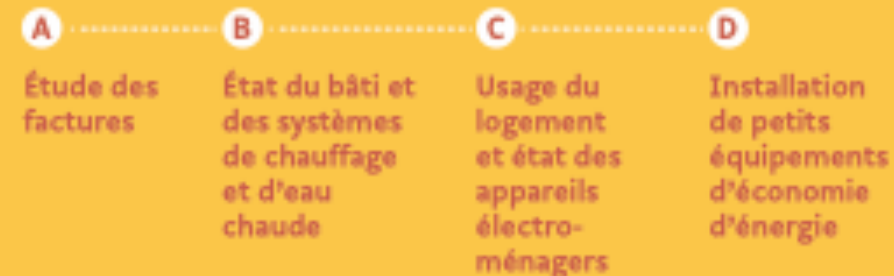 A
B
C
D
Étude des
factures
État du bâti et
des systèmes
de chauffage
et d'eau
chaude
Usage du
logement
et état des
appareils
électro-
ménagers
Installation
de petits
équipements
d'économie
d'énergie